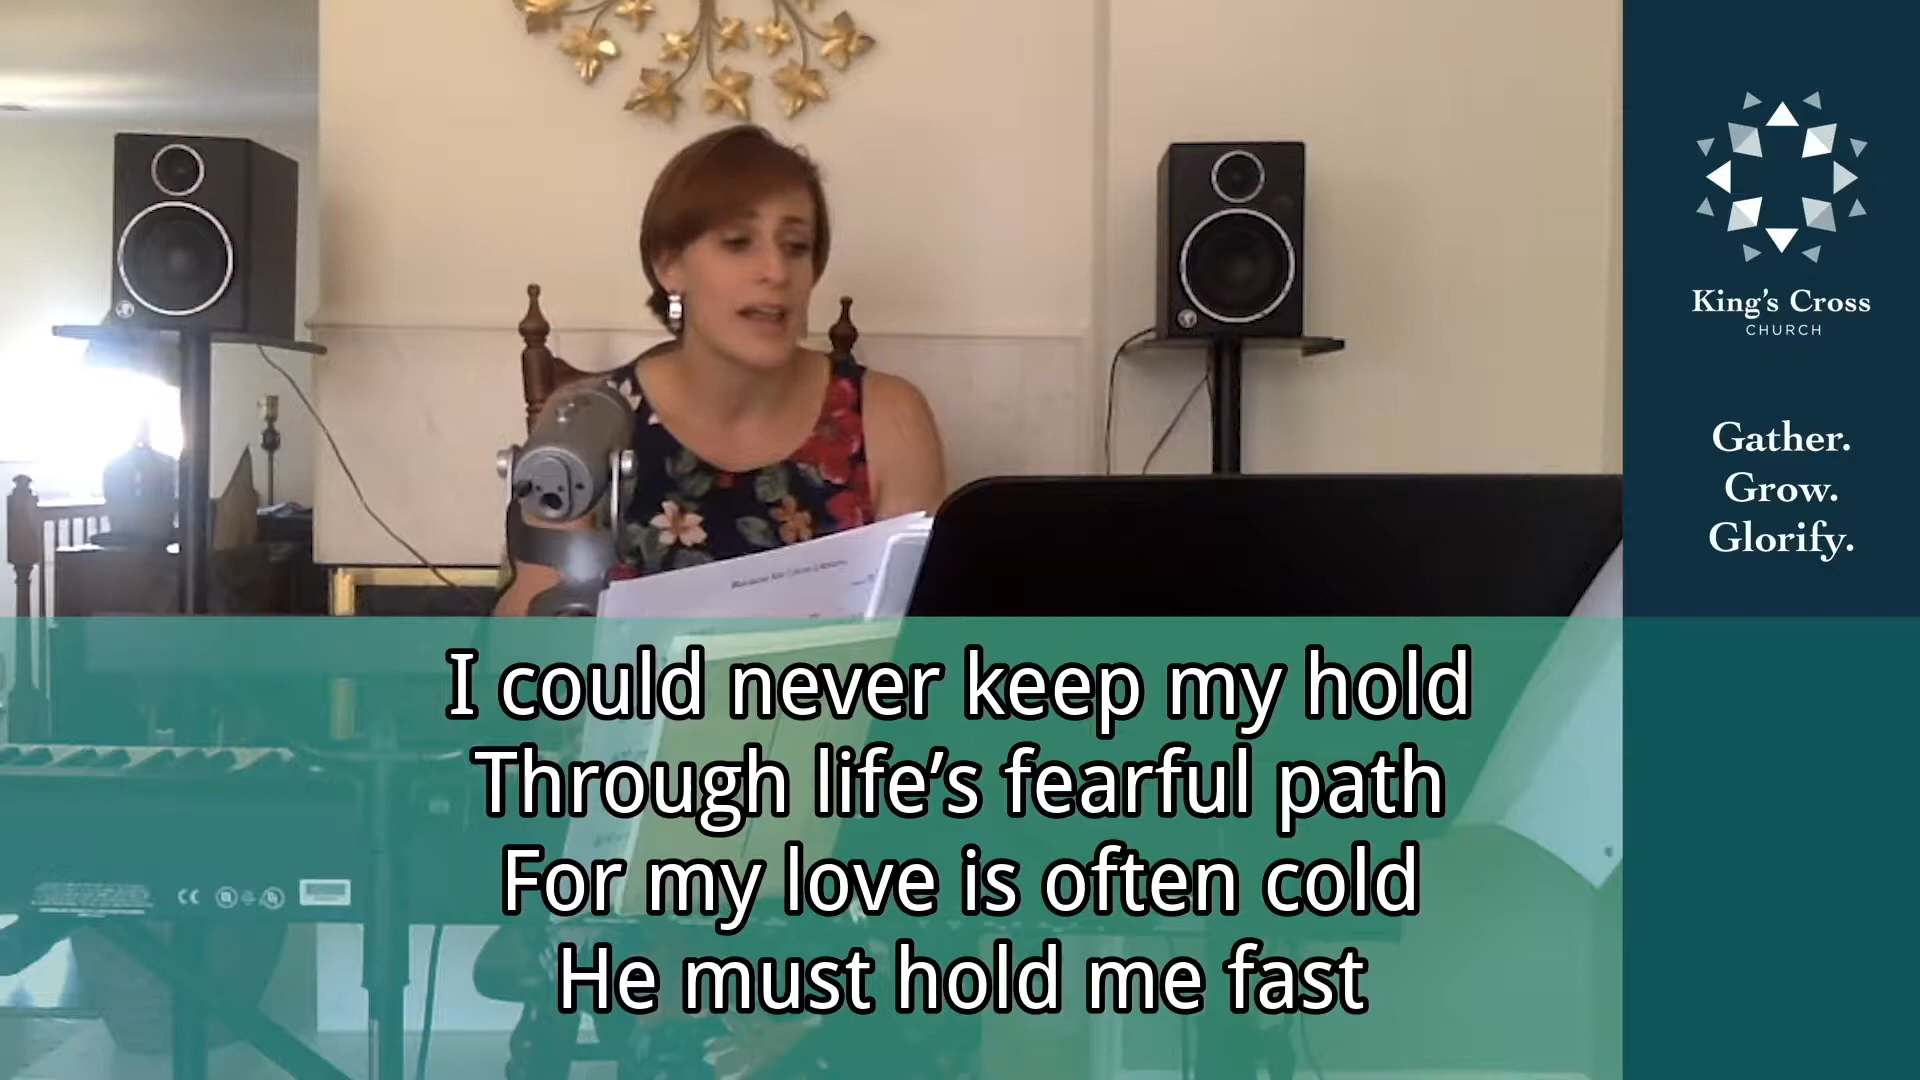 King's Cross
CHURCH
Gather.
Grow.
Glorify.
I could never keep my hold
Through life’s fearful path
For my love is often cold
He must hold me fast